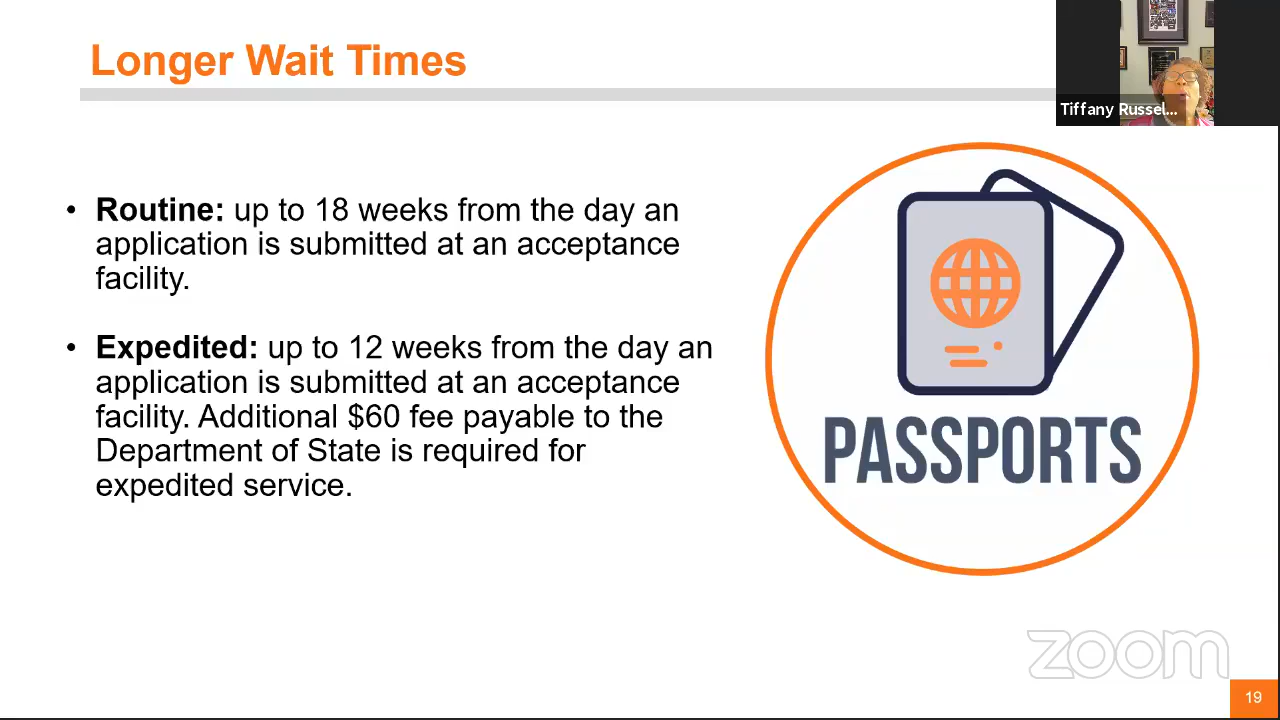 Longer Wait Times
Tiffany Russel...
• Routine: up to 18 weeks from the day an
application is submitted at an acceptance
facility.
• Expedited: up to 12 weeks from the day an
application is submitted at an acceptance
facility. Additional $60 fee payable to the
Department of State is required for
expedited service.
PASSPORTS
zoom
19